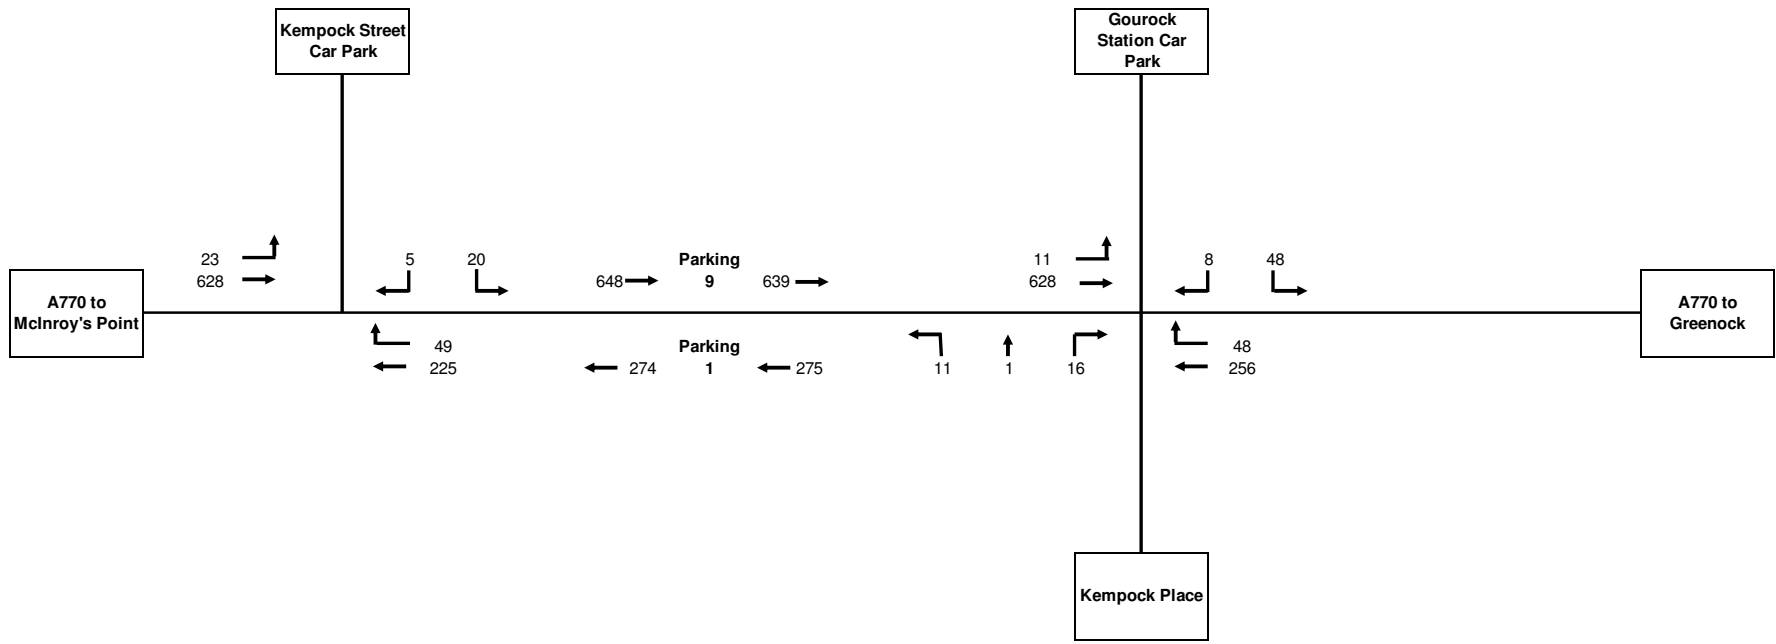 Kempock Street
Car Park
Gourock
Station Car
Park
23
5
20
Parking
11
8
48
628
648
9
639
628
A770 to
McInroy's Point
A770 to
Greenock
49
Parking
48
225
274
1
275
11
1
16
256
Kempock Place